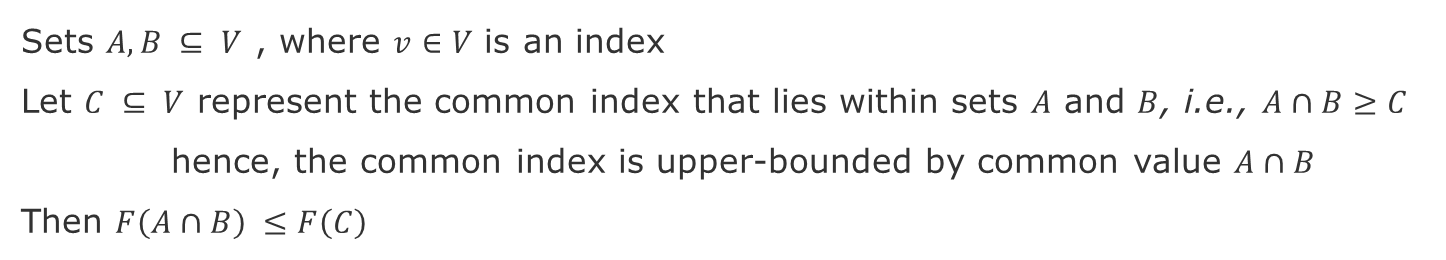 Sets A, B ⊆ V , where v ∈ V is an index
Let C ⊆ V represent the common index that lies within sets A and B, i.e., A ∩ B ≥ C
hence, the common index is upper-bounded by common value A ∩ B
Then F(A ∩ B) ≤ F(C)